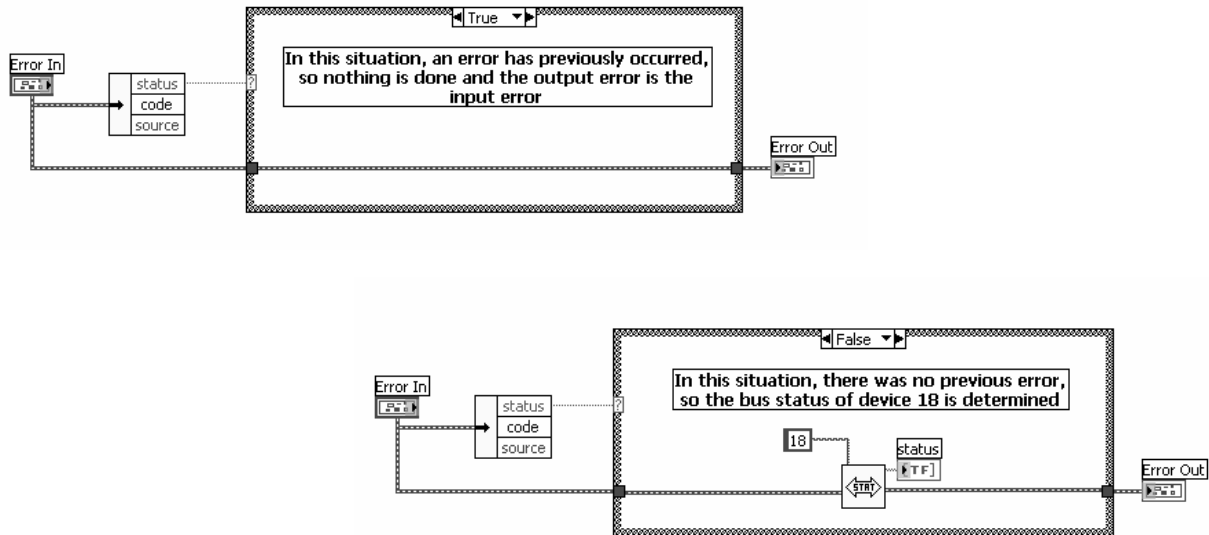 True
In this situation, an error has previously occurred,
so nothing is done and the output error is the
input error
Error In
status
code
source
?
Error Out
False
In this situation, there was no previous error,
so the bus status of device 18 is determined
Error In
status
code
source
?
18
status
TF
STAT
Error Out